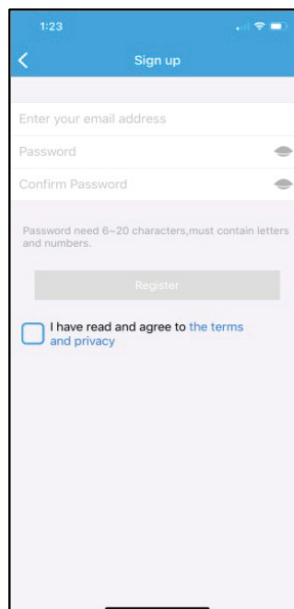 1:23
Sign up
Enter your email address
Password
Confirm Password
Password need 6~20 characters,must contain letters
and numbers.
Register
I have read and agree to the terms
and privacy